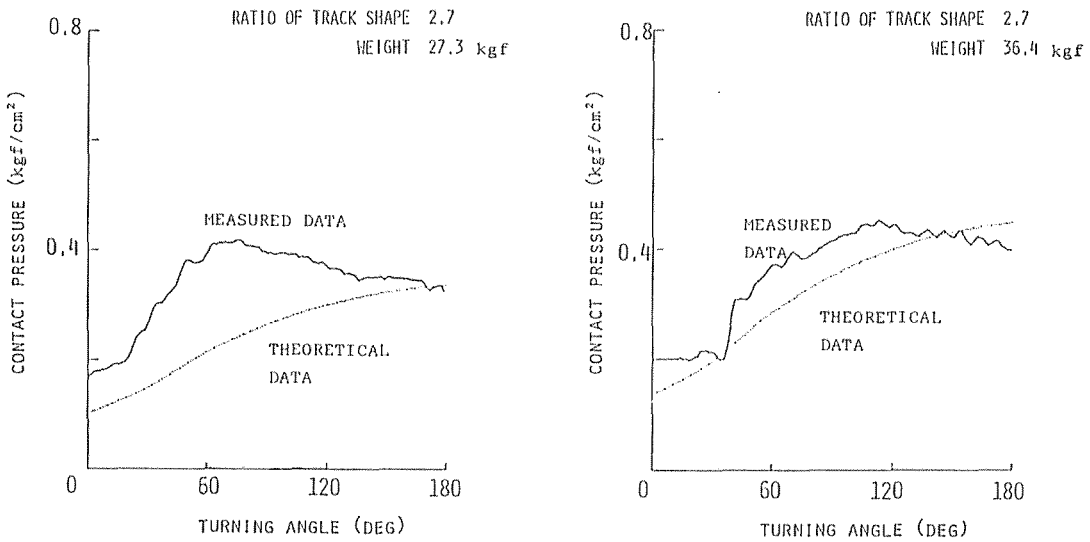 RATIO OF TRACK SHAPE 2.7
WEIGHT 27.3 kgf
0.8
CONTACT PRESSURE (kgf/cm²)
MEASURED DATA
0.4
THEORETICAL
DATA
0
60
120
180
TURNING ANGLE (DEG)
RATIO OF TRACK SHAPE 2.7
WEIGHT 36.4 kgf
0.8
CONTACT PRESSURE (kgf/cm²)
MEASURED
DATA
0.4
THEORETICAL
DATA
0
60
120
180
TURNING ANGLE (DEG)